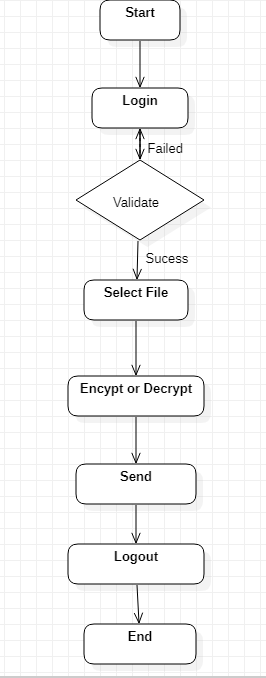 Start
Login
Failed
Validate
Sucess
Select File
Encypt or Decrypt
Send
Logout
End